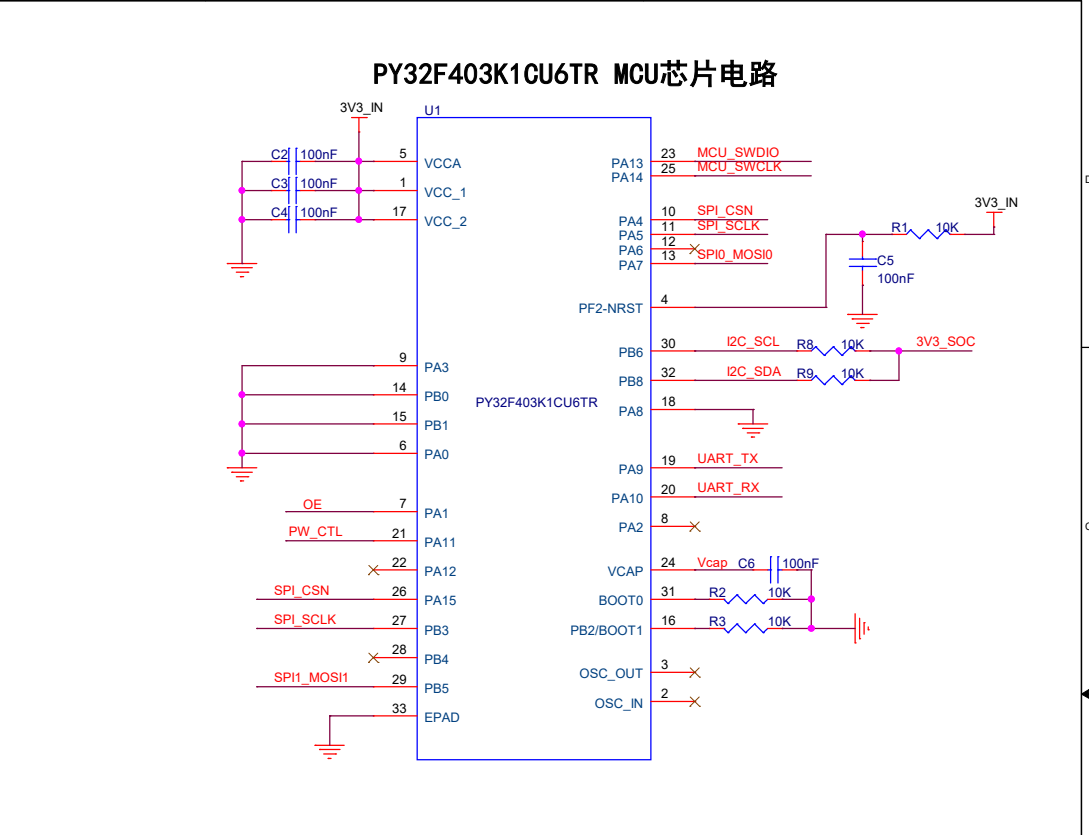 PY32F403K1CU6TR MCU芯片电路
3V3_IN
U1
C2 100nF
C3 100nF
C4 100nF
5 VCCA
1 VCC_1
17 VCC_2
9 PA3
14 PB0
15 PB1
6 PA0
OE 7 PA1
PW_CTL 21 PA11
22 PA12
SPI_CSN 26 PA15
SPI_SCLK 27 PB3
28 PB4
SPI1_MOSI1 29 PB5
33 EPAD
PY32F403K1CU6TR
PA13 23 MCU_SWDIO
PA14 25 MCU_SWCLK
PA4 10 SPI_CSN
PA5 11 SPI_SCLK
PA6 12
PA7 13 SPI0_MOSI0
PF2-NRST 4
R1 10K
3V3_IN
C5
100nF
PB6 30 I2C_SCL R8 10K 3V3_SOC
PB8 32 I2C_SDA R9 10K
PA8 18
PA9 19 UART_TX
PA10 20 UART_RX
PA2 8
VCAP 24 Vcap C6 100nF
BOOT0 31 R2 10K
PB2/BOOT1 16 R3 10K
OSC_OUT 3
OSC_IN 2